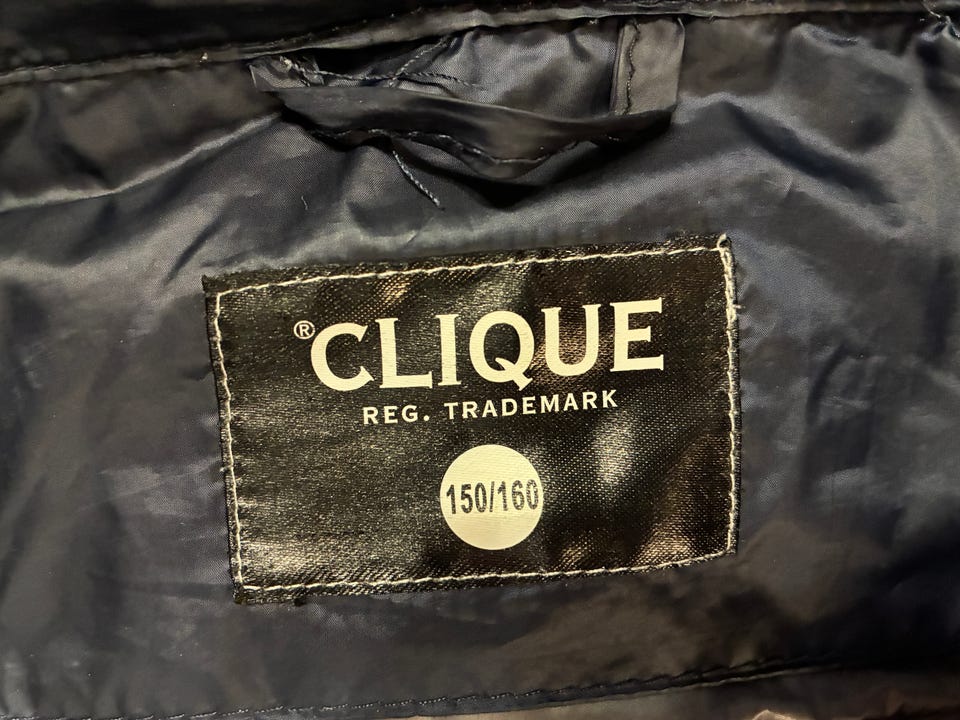 ®CLIQUE
REG. TRADEMARK
150/160